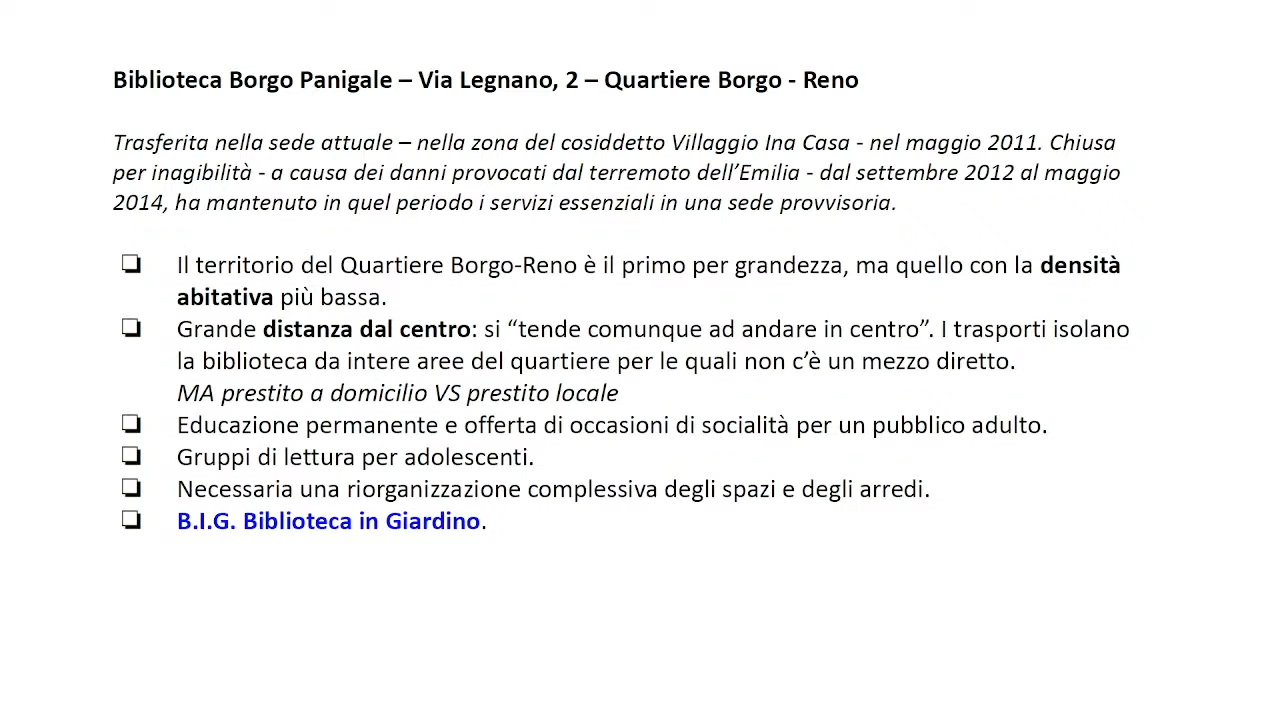 Biblioteca Borgo Panigale – Via Legnano, 2 – Quartiere Borgo - Reno
Trasferita nella sede attuale – nella zona del cosiddetto Villaggio Ina Casa - nel maggio 2011. Chiusa
per inagibilità - a causa dei danni provocati dal terremoto dell’Emilia - dal settembre 2012 al maggio
2014, ha mantenuto in quel periodo i servizi essenziali in una sede provvisoria.
❏ Il territorio del Quartiere Borgo-Reno è il primo per grandezza, ma quello con la densità
abitativa più bassa.
❏ Grande distanza dal centro: si “tende comunque ad andare in centro”. I trasporti isolano
la biblioteca da intere aree del quartiere per le quali non c’è un mezzo diretto.
MA prestito a domicilio VS prestito locale
❏ Educazione permanente e offerta di occasioni di socialità per un pubblico adulto.
❏ Gruppi di lettura per adolescenti.
❏ Necessaria una riorganizzazione complessiva degli spazi e degli arredi.
❏ B.I.G. Biblioteca in Giardino.